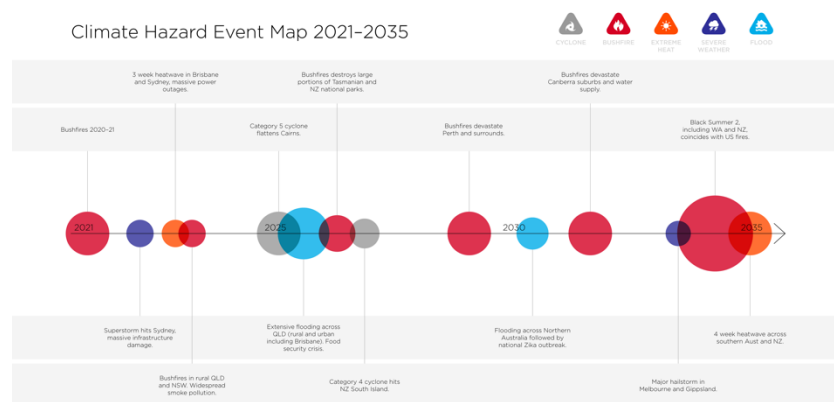 Climate Hazard Event Map 2021–2035
CYCLONE
BUSHFIRE
EXTREME
HEAT
SEVERE
WEATHER
FLOOD
3 week heatwave in Brisbane
and Sydney, massive power
outages.
Bushfires destroys large
portions of Tasmanian and
NZ national parks.
Bushfires devastate
Canberra suburbs and water
supply.
Bushfires 2020–21
Category 5 cyclone
flattens Cairns.
Bushfires devastate
Perth and surrounds.
Black Summer 2,
including WA and NZ,
coincides with US fires.
2021
2025
2030
2035
Superstorm hits Sydney,
massive infrastructure
damage.
Extensive flooding across
QLD (rural and urban
including Brisbane). Food
security crisis.
Flooding across Northern
Australia followed by
national Zika outbreak.
4 week heatwave across
southern Aust and NZ.
Bushfires in rural QLD
and NSW. Widespread
smoke pollution.
Category 4 cyclone hits
NZ South Island.
Major hailstorm in
Melbourne and Gippsland.